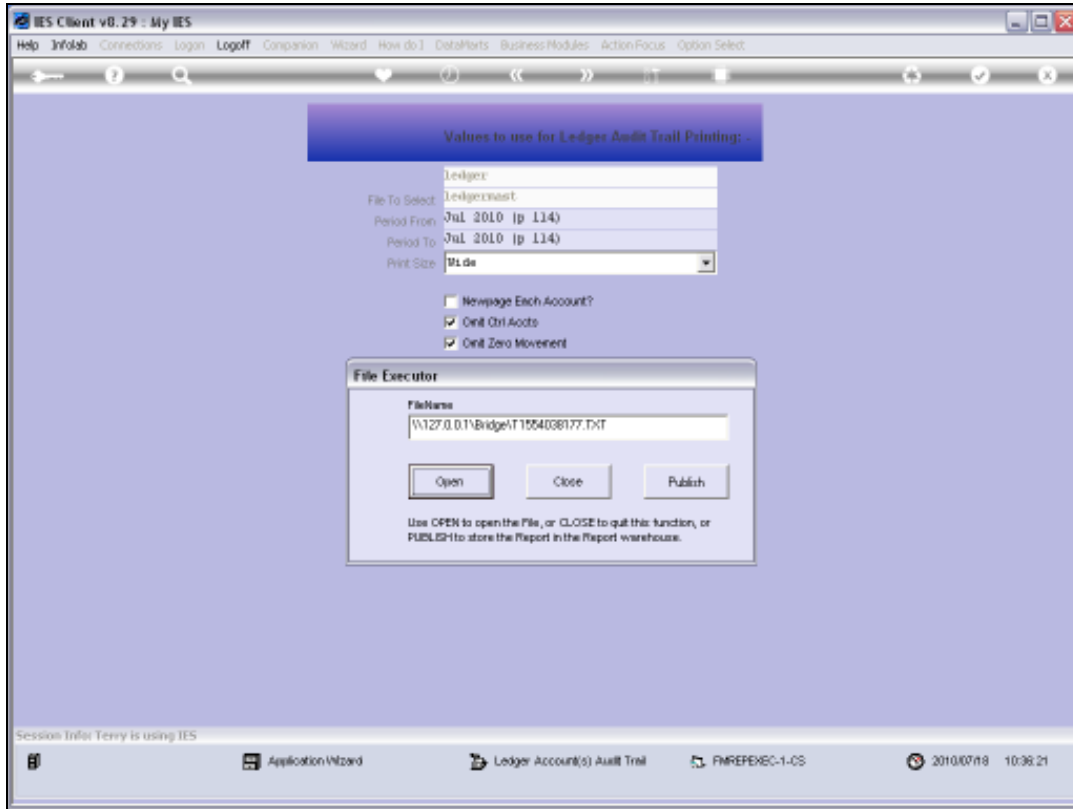 IES Client v8.29 : My IES
Help Infolab Connections Logon Logoff Companion Wizard How do I DataMarts Business Modules Action Focus Option Select
Values to use for Ledger Audit Trail Printing: -
ledger
File To Select ledgermast
Period From Jul 2010 (p 114)
Period To Jul 2010 (p 114)
Print Size Wide
Newpage Each Account?
Omit Ctrl Accts
Omit Zero Movement
File Executor
FileName
\\127.0.0.1\Bridge\T1554038177.TXT
Open Close Publish
Use OPEN to open the File, or CLOSE to quit this function, or
PUBLISH to store the Report in the Report warehouse.
Session Info: Terry is using IES
Application Wizard Ledger Account(s) Audit Trail FMREPEXEC-1-CS 2010/07/18 10:36:21